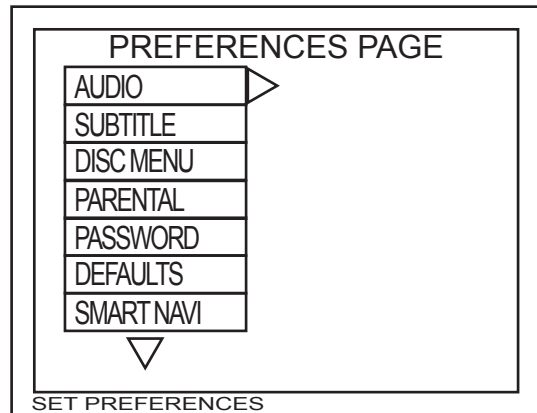 PREFERENCES PAGE
AUDIO
SUBTITLE
DISC MENU
PARENTAL
PASSWORD
DEFAULTS
SMART NAVI
SET PREFERENCES